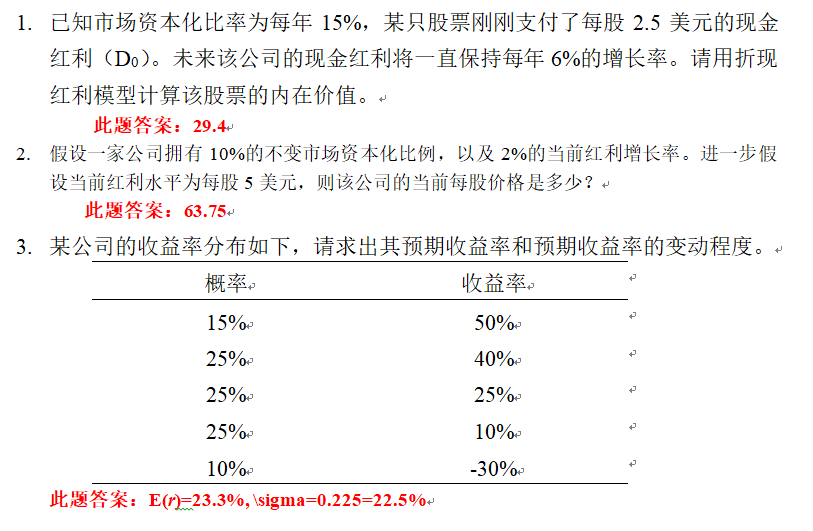 1. 已知市场资本化比率为每年 15%，某只股票刚刚支付了每股 2.5 美元的现金
红利（D0）。未来该公司的现金红利将一直保持每年 6%的增长率。请用折现
红利模型计算该股票的内在价值。
此题答案：29.4
2. 假设一家公司拥有 10%的不变市场资本化比例，以及 2%的当前红利增长率。进一步假
设当前红利水平为每股 5 美元，则该公司的当前每股价格是多少？
此题答案：63.75
3. 某公司的收益率分布如下，请求出其预期收益率和预期收益率的变动程度。
概率 收益率
15% 50%
25% 40%
25% 25%
25% 10%
10% -30%
此题答案：E(r)=23.3%, \sigma=0.225=22.5%